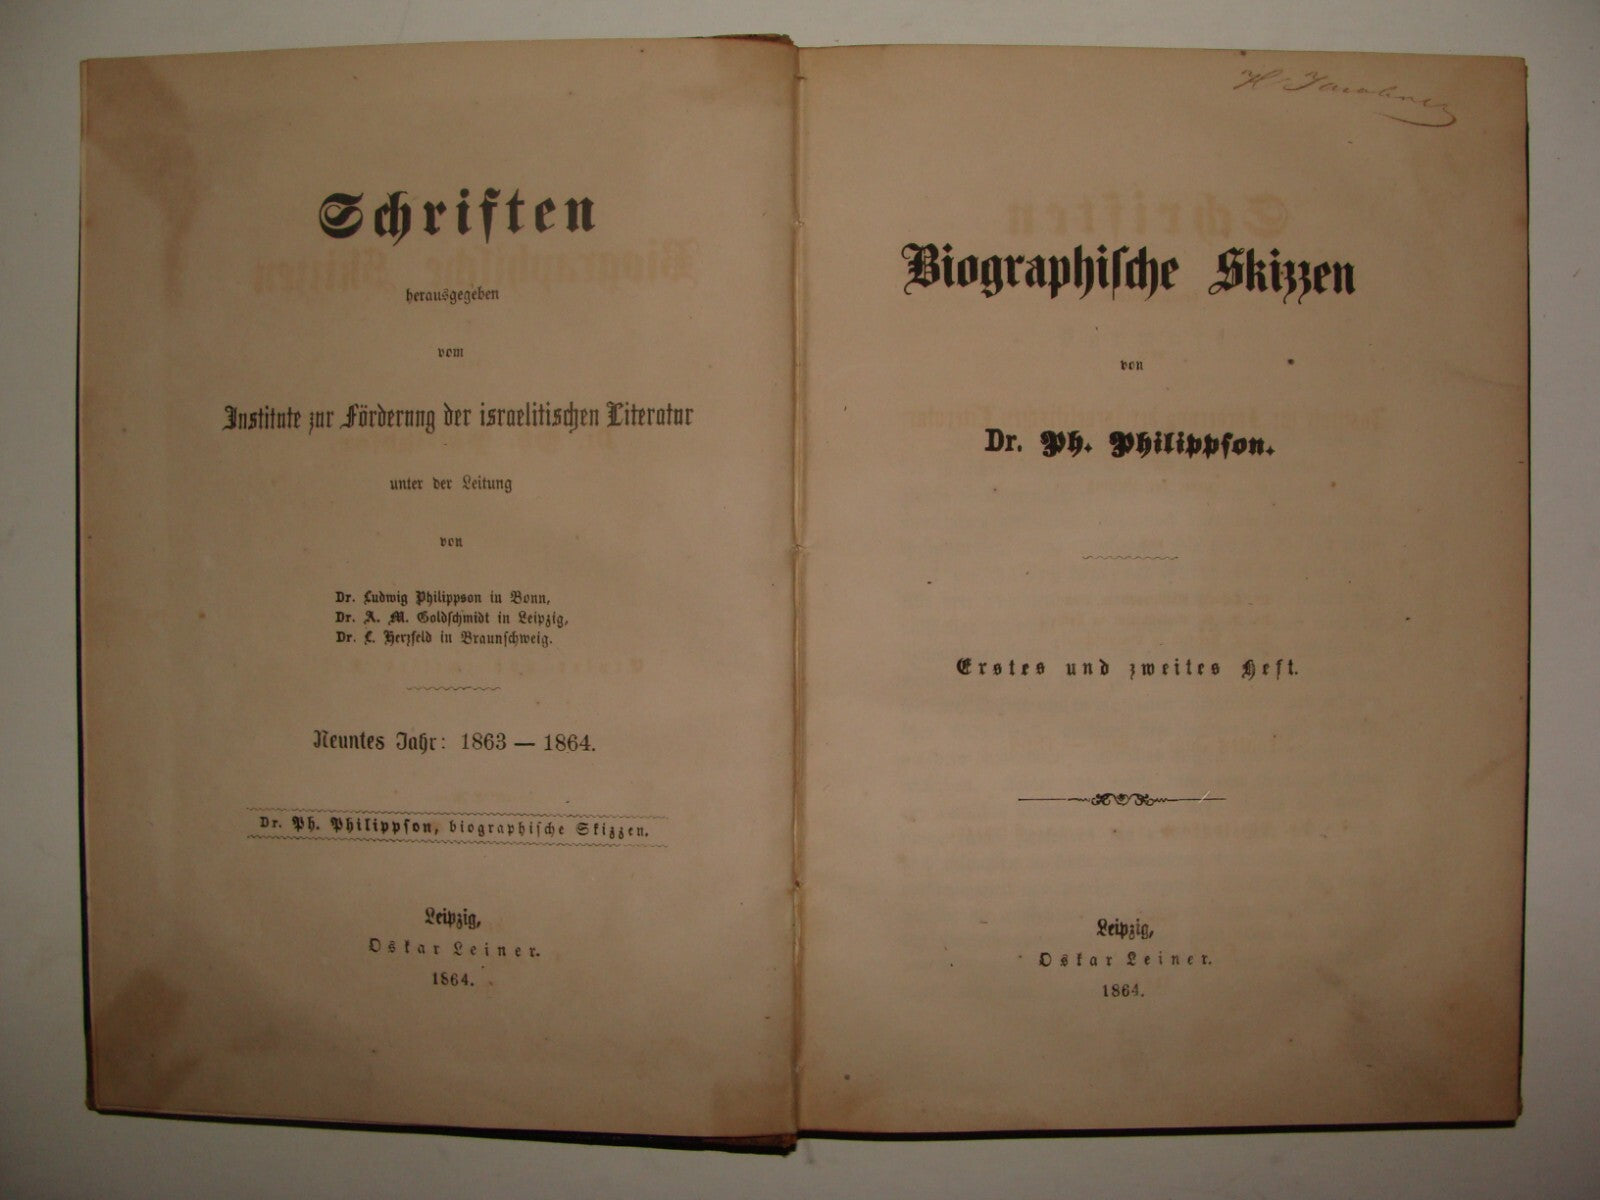 Schriften
herausgegeben
vom
Institute zur Förderung der israelitischen Literatur
unter der Leitung
von
Dr. Ludwig Philippson in Bonn,
Dr. A. M. Goldschmidt in Leipzig,
Dr. L. Herzfeld in Braunschweig.
Neuntes Jahr: 1863 — 1864.
Dr. Ph. Philippson, biographische Skizzen.
Leipzig,
Oskar Leiner.
1864.
Biographische Skizzen
von
Dr. Ph. Philippson.
Erstes und zweites Heft.
Leipzig,
Oskar Leiner.
1864.